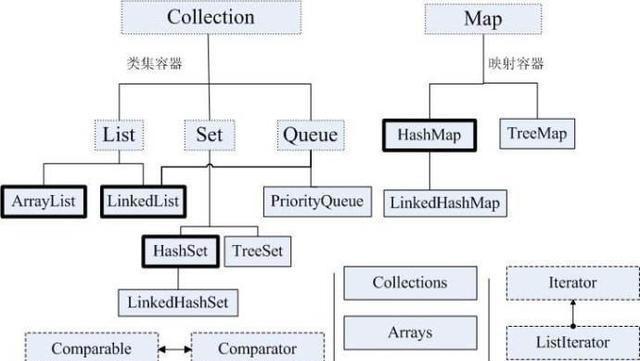 Collection
Map
类集容器
映射容器
List
Set
Queue
HashMap
TreeMap
ArrayList
LinkedList
PriorityQueue
LinkedHashMap
HashSet
TreeSet
LinkedHashSet
Collections
Iterator
Arrays
ListIterator
Comparable
Comparator